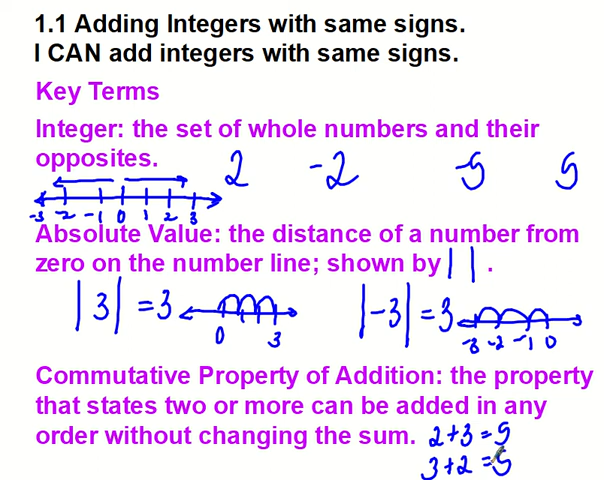 1.1 Adding Integers with same signs.
I CAN add integers with same signs.
Key Terms
Integer: the set of whole numbers and their
opposites.
2 -2 -5 5
-3 -2 -1 0 1 2 3
Absolute Value: the distance of a number from
zero on the number line; shown by | | .
|3| = 3 |-3| = 3
0 3 -3 -2 -1 0
Commutative Property of Addition: the property
that states two or more can be added in any
order without changing the sum. 2+3=5
3+2=5